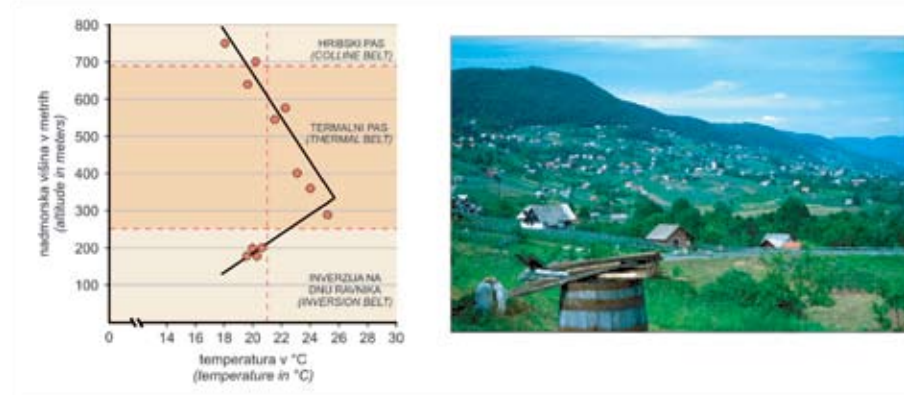 800
700
600
500
400
300
200
100
nadmorska višina v metrih
(altitude in meters)
HRIBSKI PAS
(COLLINE BELT)
TERMALNI PAS
(THERMAL BELT)
INVERZIJA NA
DNU RAVNIKA
(INVERSION BELT)
0 14 16 18 20 22 24 26 28 30
temperatura v °C
(temperature in °C)